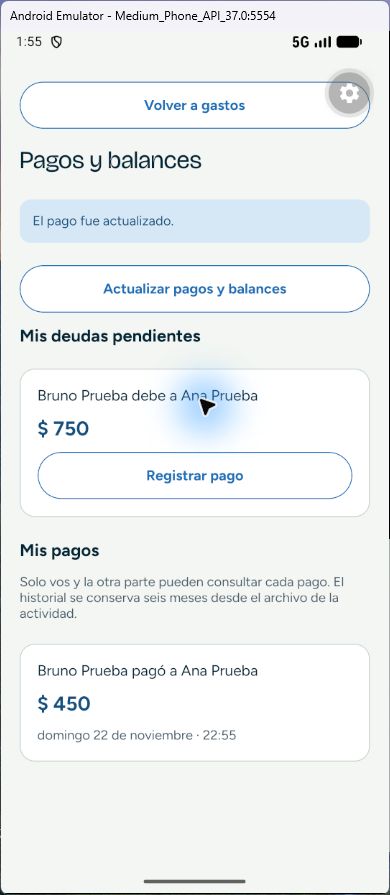 Android Emulator - Medium_Phone_API_37.0:5554
1:55
5G
Volver a gastos
Pagos y balances
El pago fue actualizado.
Actualizar pagos y balances
Mis deudas pendientes
Bruno Prueba debe a Ana Prueba
$ 750
Registrar pago
Mis pagos
Solo vos y la otra parte pueden consultar cada pago. El
historial se conserva seis meses desde el archivo de la
actividad.
Bruno Prueba pagó a Ana Prueba
$ 450
domingo 22 de noviembre · 22:55